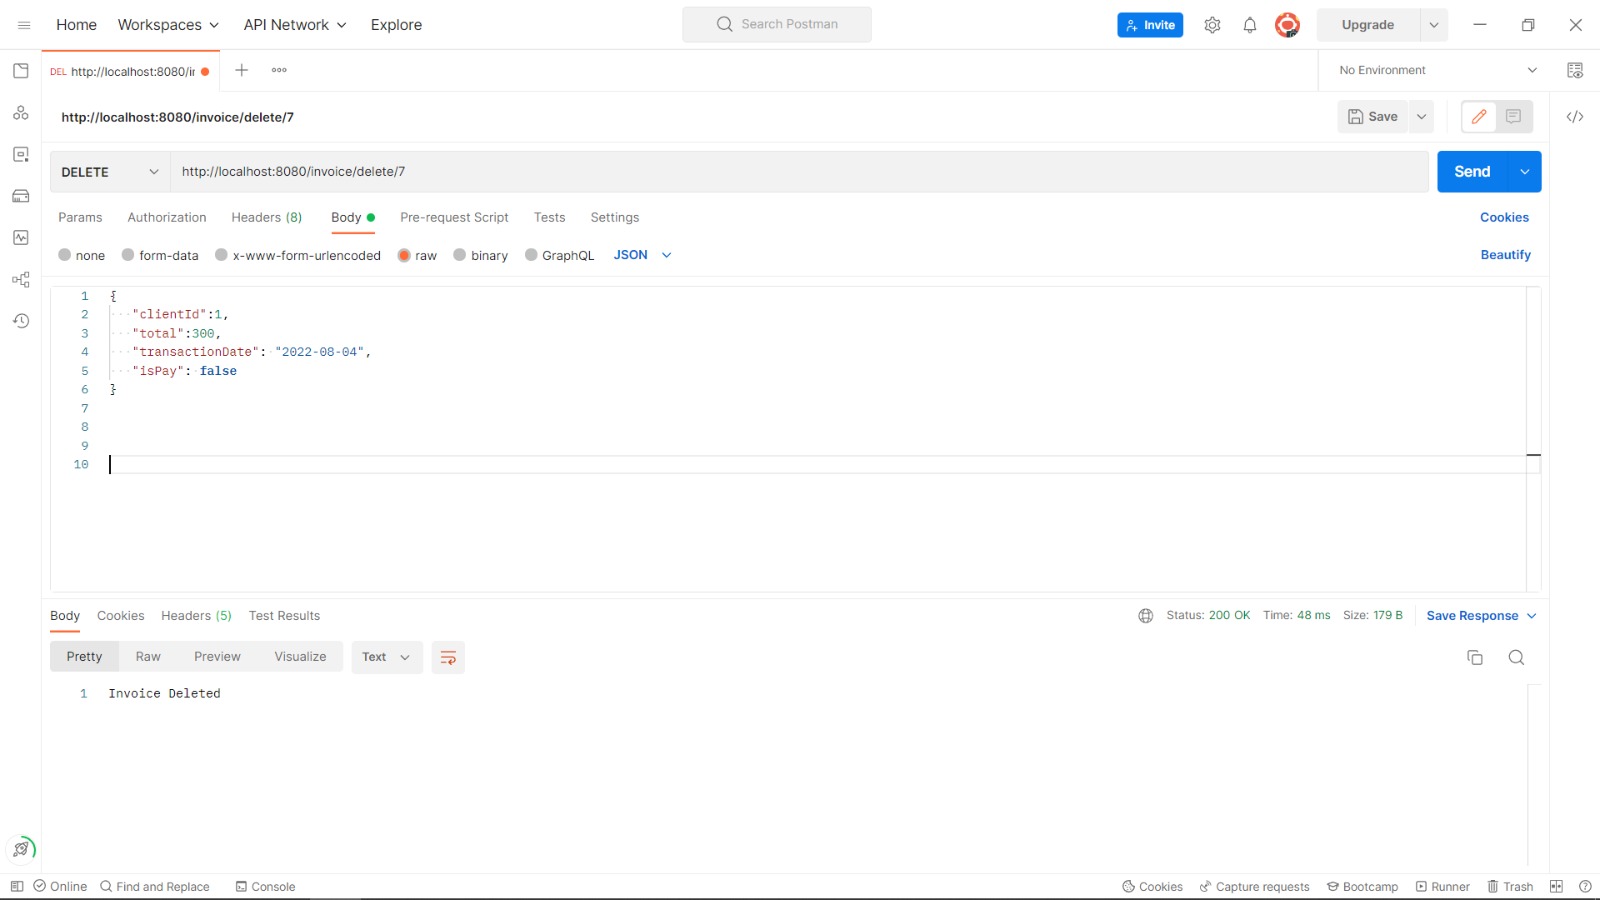 Home Workspaces API Network Explore Search Postman Invite Upgrade
DEL http://localhost:8080/in No Environment
http://localhost:8080/invoice/delete/7 Save
DELETE http://localhost:8080/invoice/delete/7 Send
Params Authorization Headers (8) Body Pre-request Script Tests Settings Cookies
none form-data x-www-form-urlencoded raw binary GraphQL JSON Beautify
1 {
2 "clientId":1,
3 "total":300,
4 "transactionDate": "2022-08-04",
5 "isPay": false
6 }
7
8
9
10
Body Cookies Headers (5) Test Results Status: 200 OK Time: 48 ms Size: 179 B Save Response
Pretty Raw Preview Visualize Text
1 Invoice Deleted
Online Find and Replace Console Cookies Capture requests Bootcamp Runner Trash